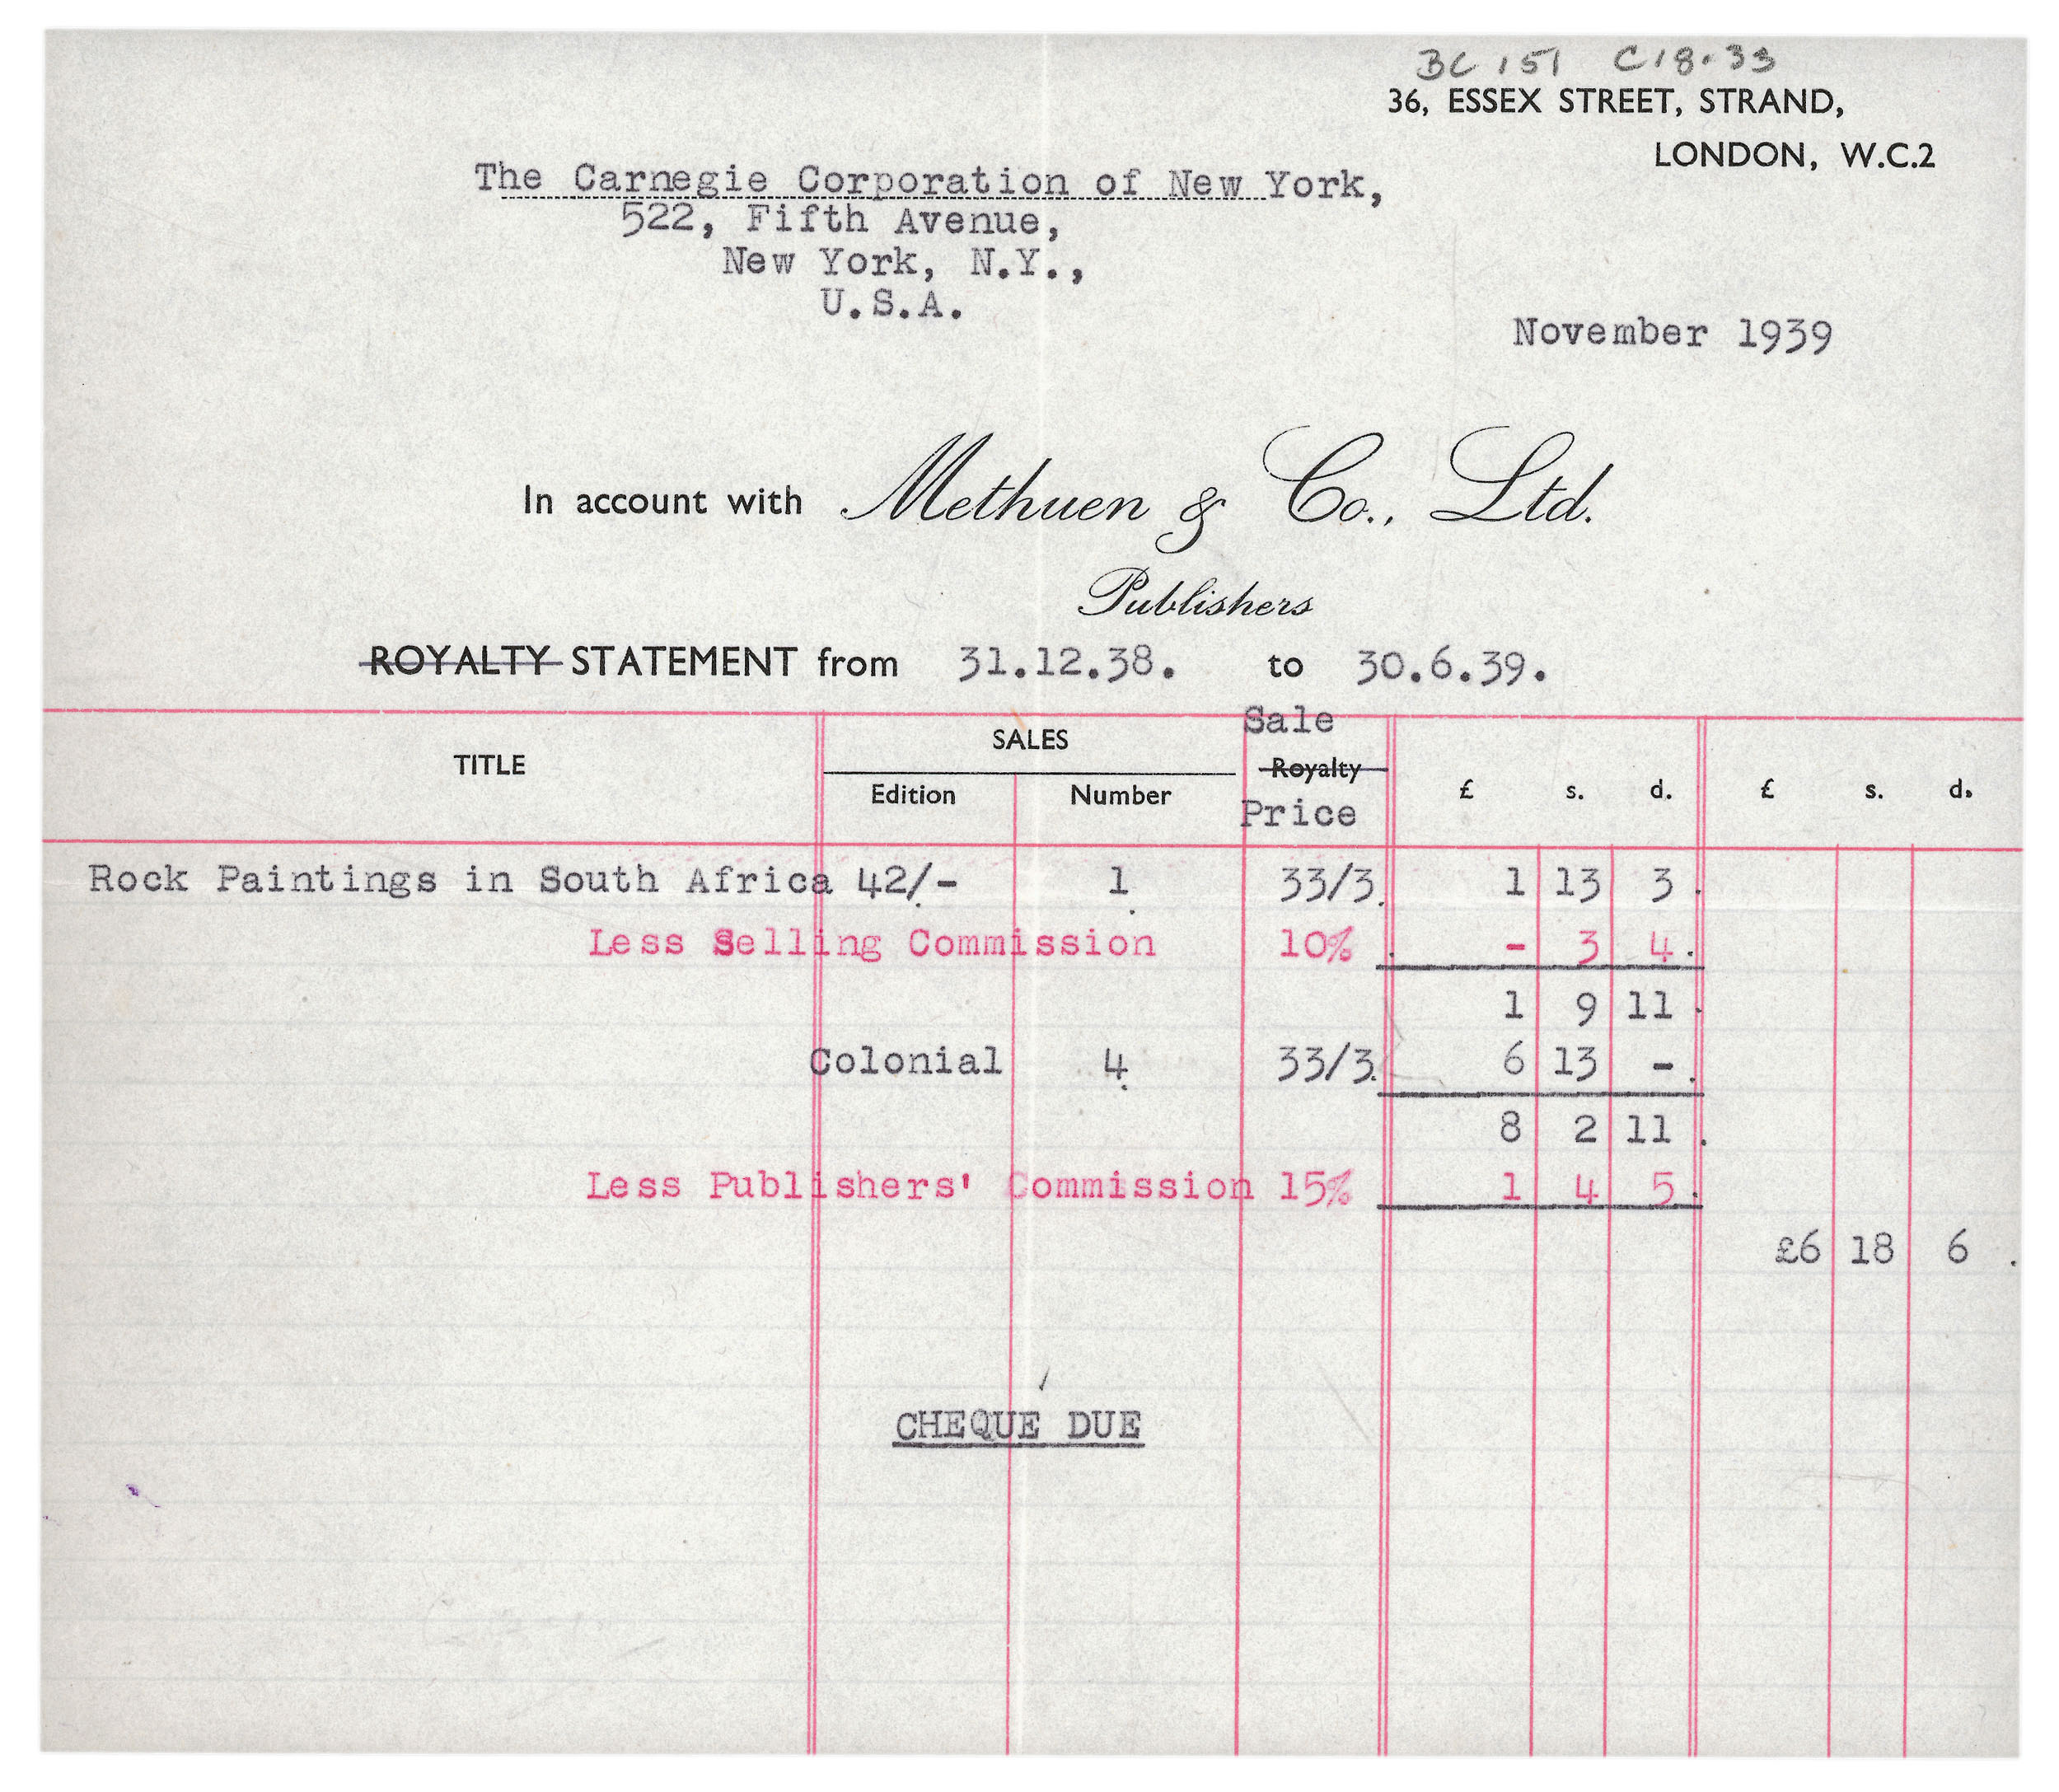 BC 151 C18.33
36, ESSEX STREET, STRAND,
LONDON, W.C.2
The Carnegie Corporation of New York,
522, Fifth Avenue,
New York, N.Y.,
U.S.A.
November 1939
In account with Methuen & Co., Ltd.
Publishers
ROYALTY STATEMENT from 31.12.38. to 30.6.39.
TITLE SALES Sale
Edition Number Royalty £ s. d. £ s. d.
Price
Rock Paintings in South Africa 42/- 1 33/3 1 13 3
Less Selling Commission 10% - 3 4
1 9 11
Colonial 4 33/3 6 13 -
8 2 11
Less Publishers' Commission 15% 1 4 5
£6 18 6
CHEQUE DUE